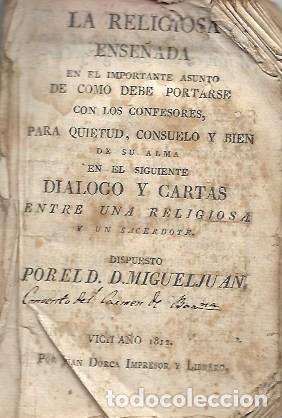 LA RELIGIOSA
ENSEÑADA
EN EL IMPORTANTE ASUNTO
DE COMO DEBE PORTARSE
CON LOS CONFESORES,
PARA QUIETUD, CONSUELO Y BIEN
DE SU ALMA
EN EL SIGUIENTE
DIALOGO Y CARTAS
ENTRE UNA RELIGIOSA
Y UN SACERDOTE,
DISPUESTO
POR EL D. D. MIGUEL JUAN,
Convento del Carmen de
VICH AÑO 1812.
POR JUAN DORCA IMPRESOR Y LIBRERO,
todocoleccion.net